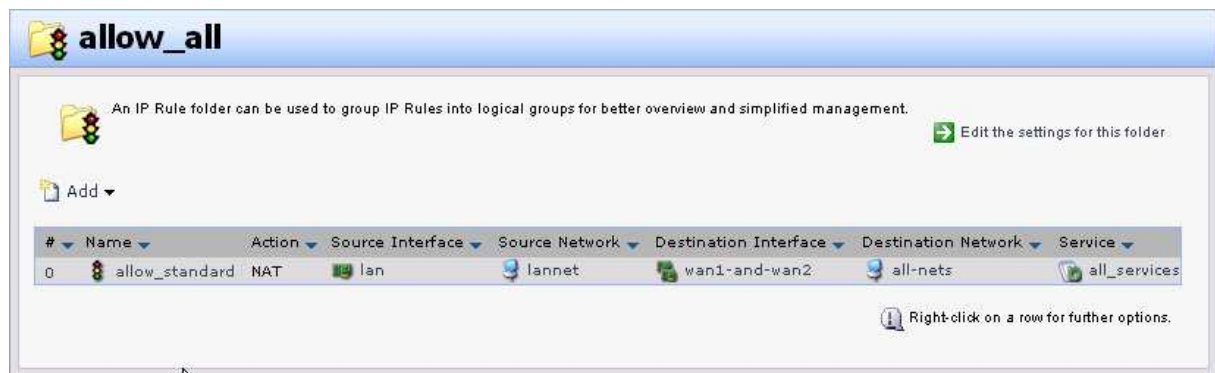 allow_all
An IP Rule folder can be used to group IP Rules into logical groups for better overview and simplified management.
Edit the settings for this folder
Add
# Name Action Source Interface Source Network Destination Interface Destination Network Service
0 allow_standard NAT lan lannet wan1-and-wan2 all-nets all_services
Right-click on a row for further options.